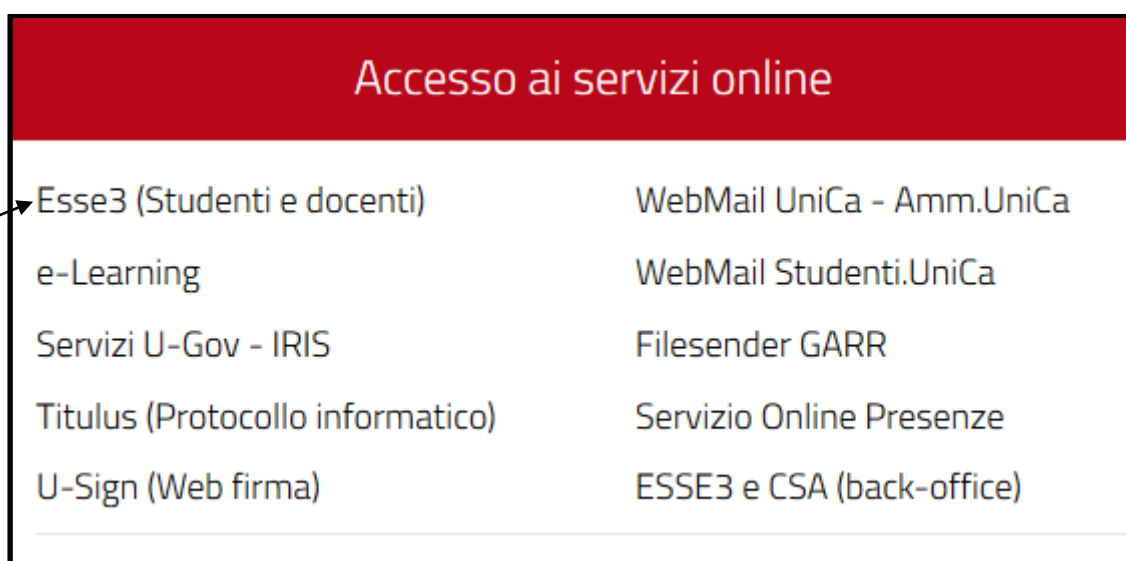 Accesso ai servizi online
Esse3 (Studenti e docenti)
e-Learning
Servizi U-Gov - IRIS
Titulus (Protocollo informatico)
U-Sign (Web firma)
WebMail UniCa - Amm.UniCa
WebMail Studenti.UniCa
Filesender GARR
Servizio Online Presenze
ESSE3 e CSA (back-office)